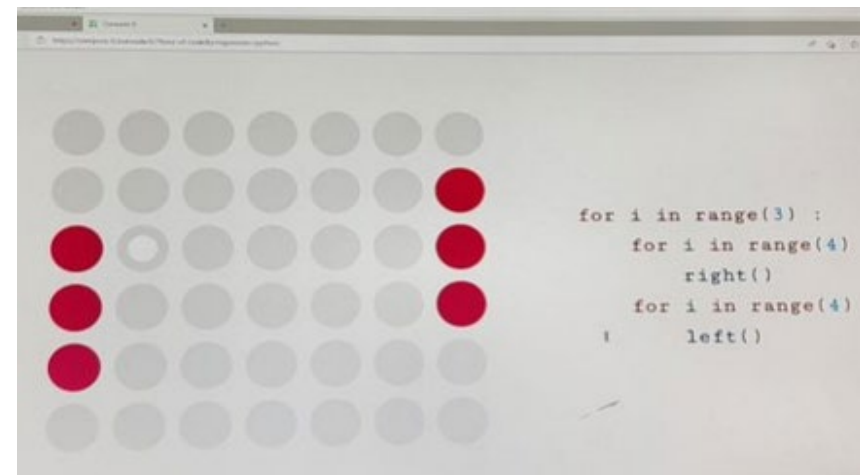 for i in range(3) :
for i in range(4)
right()
for i in range(4)
left()